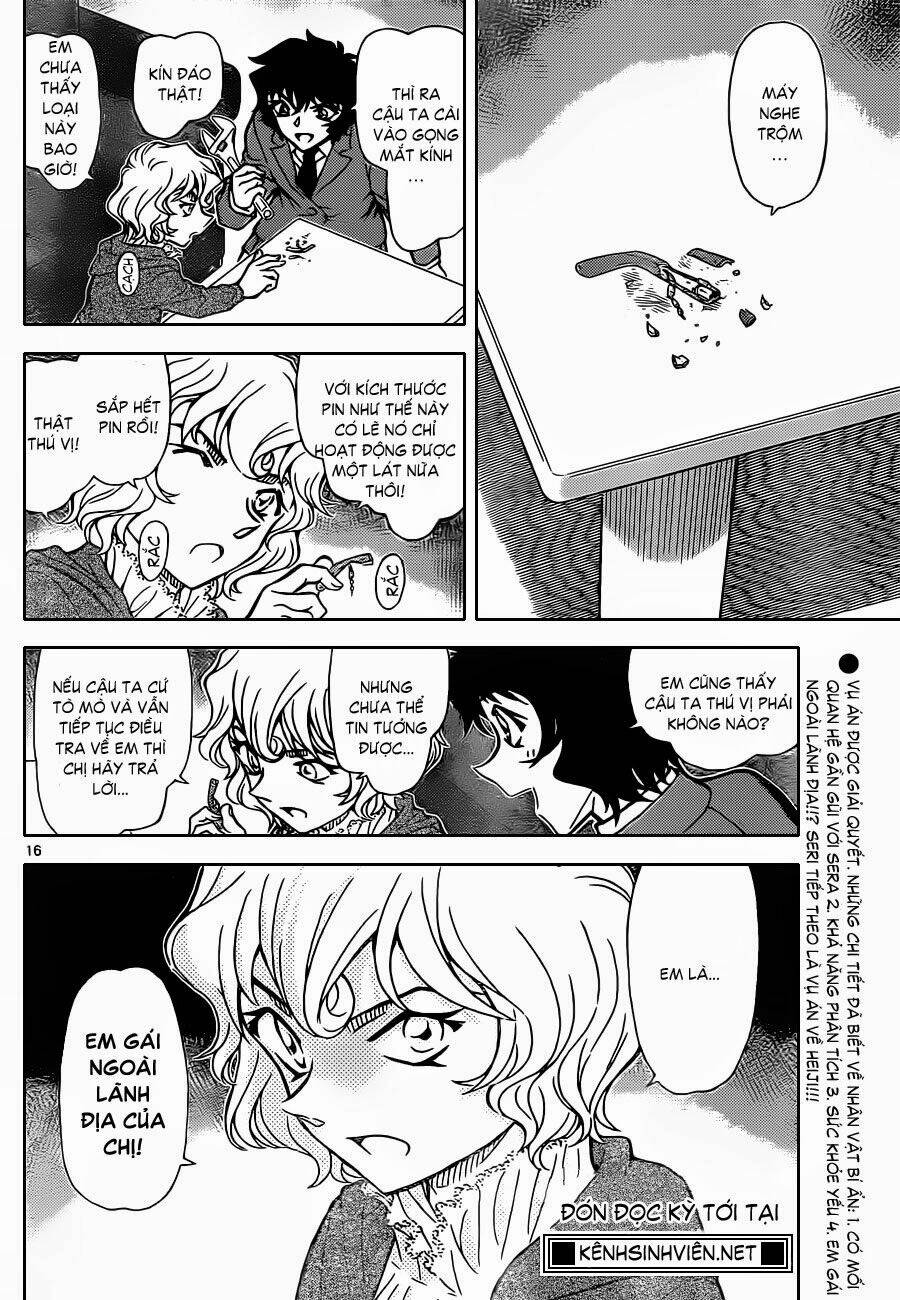 MÁY
NGHE
TRỘM
...
THÌ RA
CẬU TA CÀI
VÀO GỌNG
MẮT KÍNH
...
KÍN ĐÁO
THẬT!
EM
CHƯA
THẤY
LOẠI
NÀY
BAO
GIỜ!
CẠCH
VỚI KÍCH THƯỚC
PIN NHƯ THẾ NÀY
CÓ LẼ NÓ CHỈ
HOẠT ĐỘNG ĐƯỢC
MỘT LÁT NỮA
THÔI!
SẮP HẾT
PIN RỒI!
THẬT
THÚ VỊ!
RẮC
RẮC
EM CŨNG THẤY
CẬU TA THÚ VỊ PHẢI
KHÔNG NÀO?
NHƯNG
CHƯA THỂ
TIN TƯỞNG
ĐƯỢC...
NẾU CẬU TA CỨ
TÒ MÒ VÀ VẪN
TIẾP TỤC ĐIỀU
TRA VỀ EM THÌ
CHỊ HÃY TRẢ
LỜI...
16
EM LÀ...
EM GÁI
NGOÀI
LÃNH
ĐỊA CỦA
CHỊ!
● VỤ ÁN ĐƯỢC GIẢI QUYẾT. NHỮNG CHI TIẾT ĐÃ BIẾT VỀ NHÂN VẬT BÍ ẨN: 1. CÓ MỐI
QUAN HỆ GẦN GŨI VỚI SERA 2. KHẢ NĂNG PHÂN TÍCH 3. SỨC KHỎE YẾU 4. EM GÁI
NGOÀI LÃNH ĐỊA!!? SERI TIẾP THEO LÀ VỤ ÁN VỀ HEIJI!!!
ĐÓN ĐỌC KỲ TỚI TẠI
KÊNHSINHVIÊN.NET